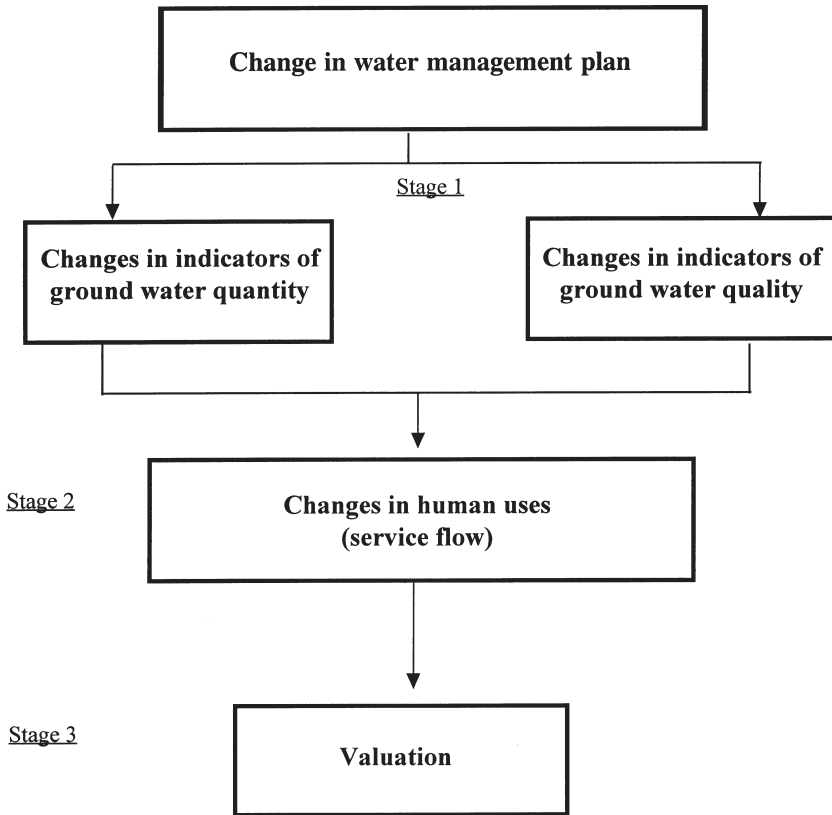 Change in water management plan
Stage 1
Changes in indicators of
ground water quantity
Changes in indicators of
ground water quality
Stage 2
Changes in human uses
(service flow)
Stage 3
Valuation